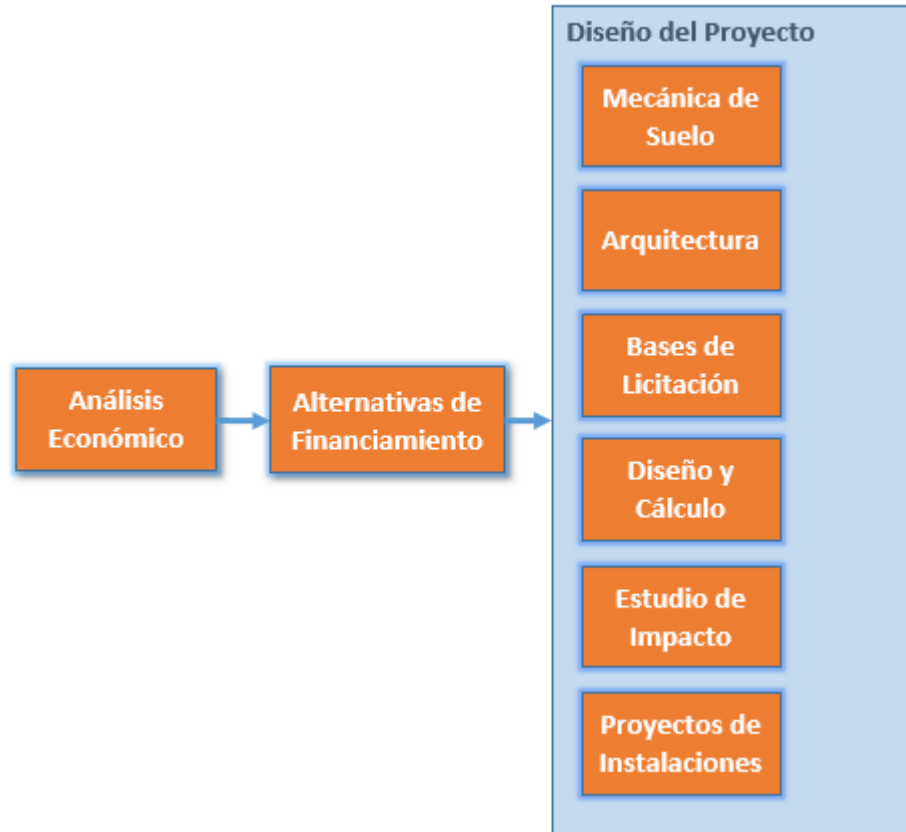 Diseño del Proyecto
Mecánica de
Suelo
Arquitectura
Bases de
Licitación
Análisis
Económico
Alternativas de
Financiamiento
Diseño y
Cálculo
Estudio de
Impacto
Proyectos de
Instalaciones